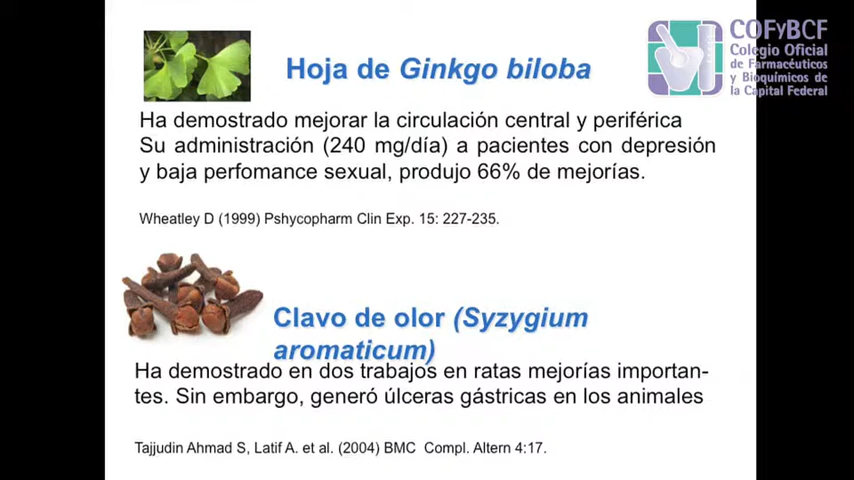 COFyBCF
Colegio Oficial
de Farmacéuticos
y Bioquímicos de
la Capital Federal
Hoja de Ginkgo biloba
Ha demostrado mejorar la circulación central y periférica
Su administración (240 mg/día) a pacientes con depresión
y baja perfomance sexual, produjo 66% de mejorías.
Wheatley D (1999) Pshycopharm Clin Exp. 15: 227-235.
Clavo de olor (Syzygium
aromaticum)
Ha demostrado en dos trabajos en ratas mejorías importan-
tes. Sin embargo, generó úlceras gástricas en los animales
Tajjudin Ahmad S, Latif A. et al. (2004) BMC Compl. Altern 4:17.